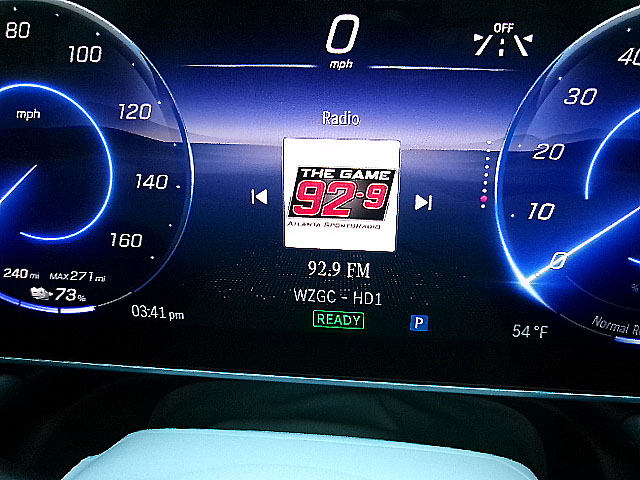 80
100
120
140
160
mph
240 mi MAX 271 mi
73%
03:41 pm
0
mph
OFF
Radio
THE GAME
92.9
ATLANTA SPORTSRADIO
92.9 FM
WZGC - HD1
READY
P
54 °F
40
30
20
10
0
%
Normal